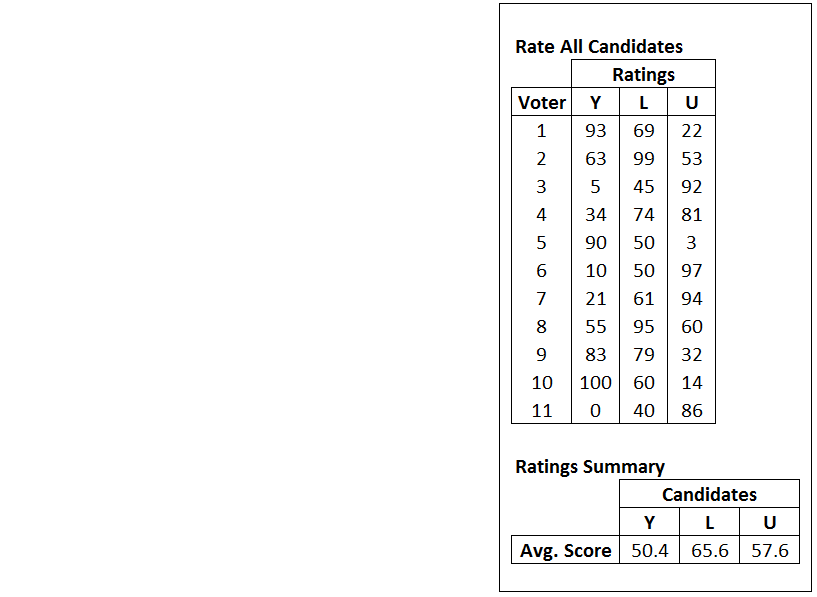 Rate All Candidates
Ratings
Voter Y L U
1 93 69 22
2 63 99 53
3 5 45 92
4 34 74 81
5 90 50 3
6 10 50 97
7 21 61 94
8 55 95 60
9 83 79 32
10 100 60 14
11 0 40 86
Ratings Summary
Candidates
Y L U
Avg. Score 50.4 65.6 57.6